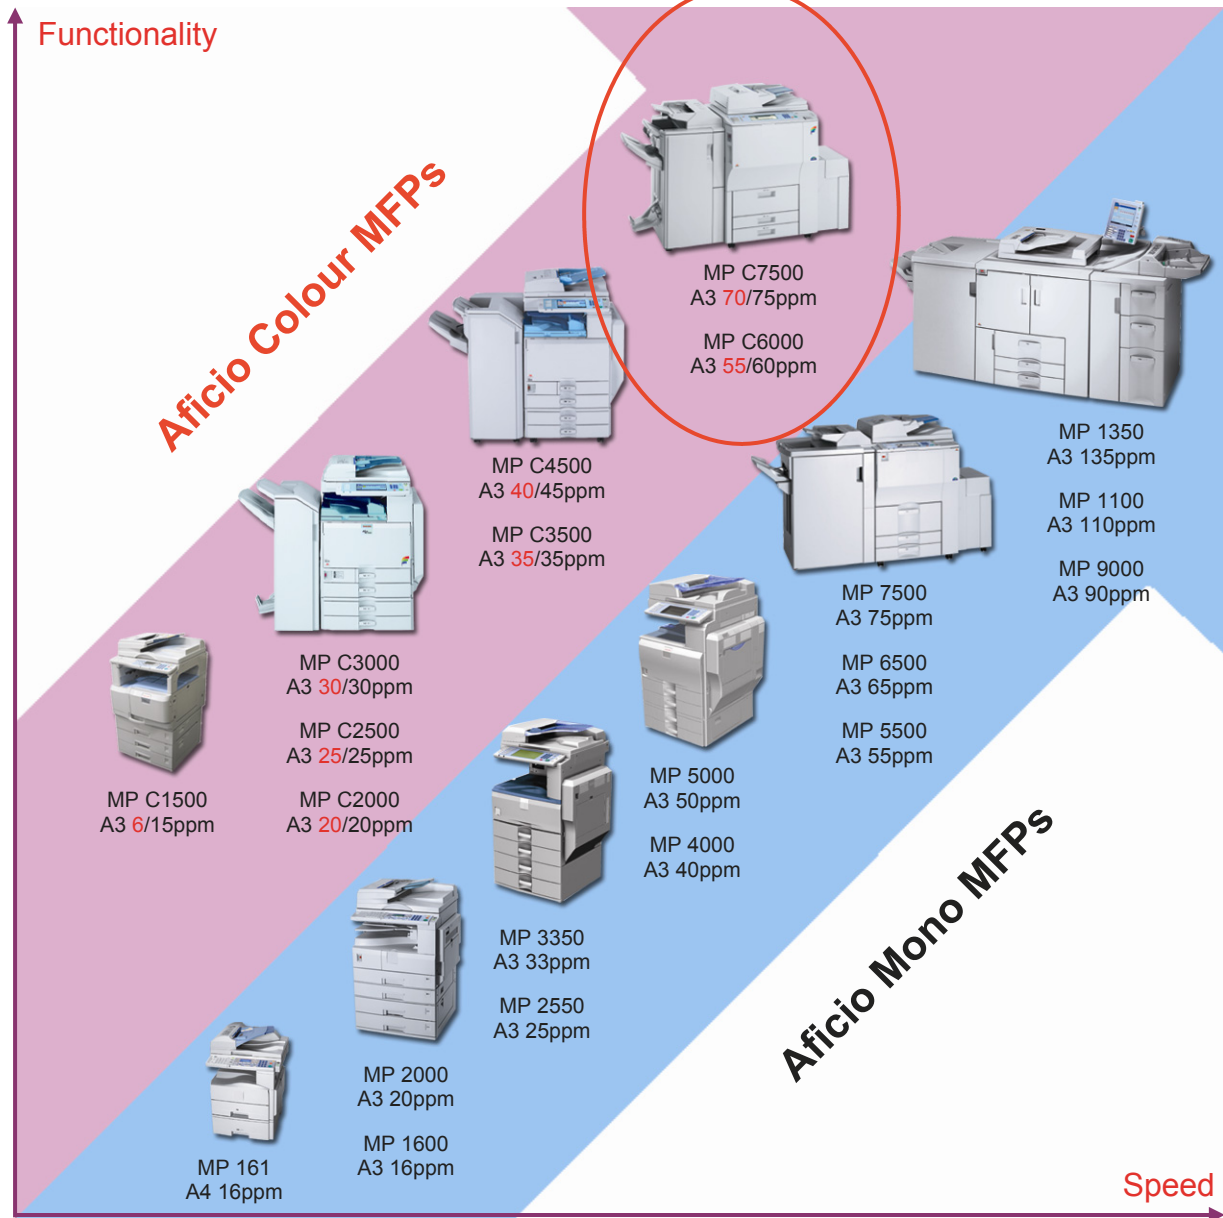 Functionality
Aficio Colour MFPs
MP C7500
A3 70/75ppm
MP C6000
A3 55/60ppm
MP C4500
A3 40/45ppm
MP C3500
A3 35/35ppm
MP C3000
A3 30/30ppm
MP C2500
A3 25/25ppm
MP C2000
A3 20/20ppm
MP C1500
A3 6/15ppm
MP 1350
A3 135ppm
MP 1100
A3 110ppm
MP 9000
A3 90ppm
MP 7500
A3 75ppm
MP 6500
A3 65ppm
MP 5500
A3 55ppm
MP 5000
A3 50ppm
MP 4000
A3 40ppm
MP 3350
A3 33ppm
MP 2550
A3 25ppm
MP 2000
A3 20ppm
MP 1600
A3 16ppm
MP 161
A4 16ppm
Aficio Mono MFPs
Speed